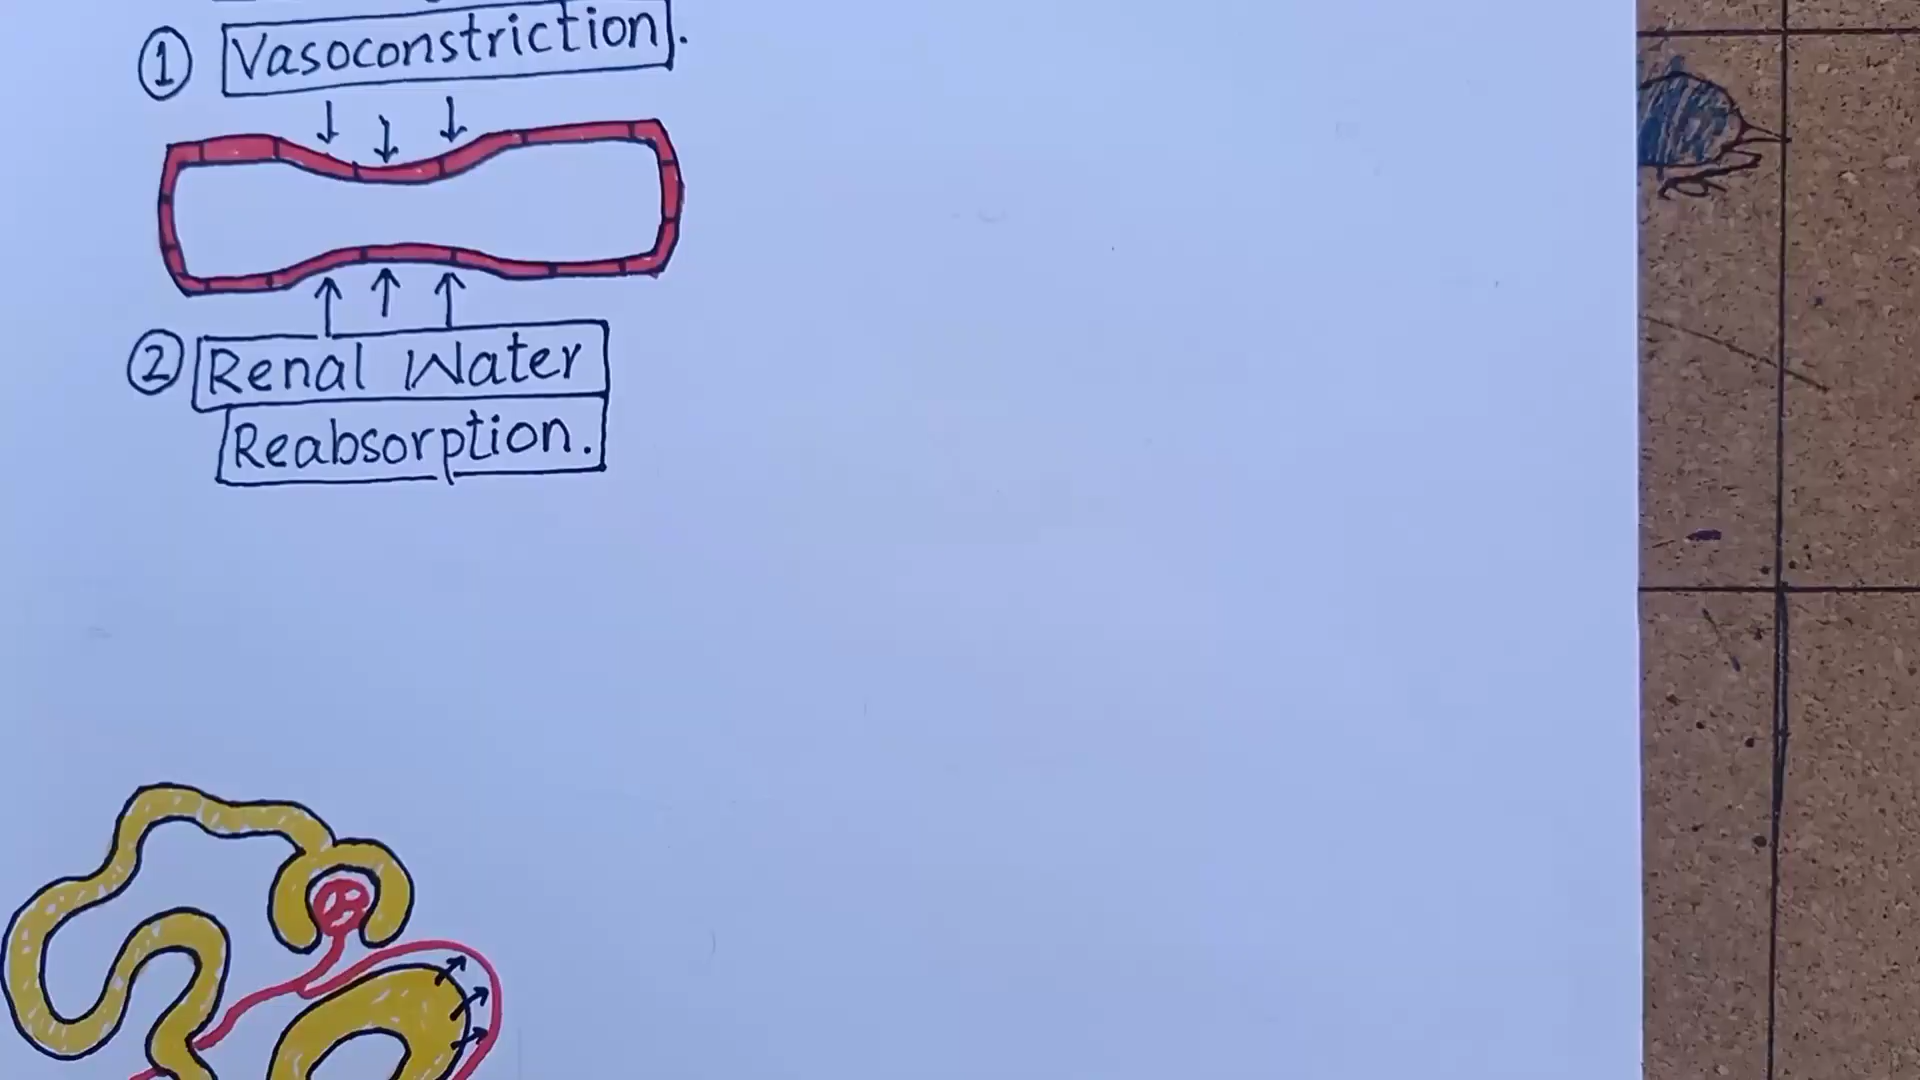 ① Vasoconstriction.
② Renal Water
Reabsorption.